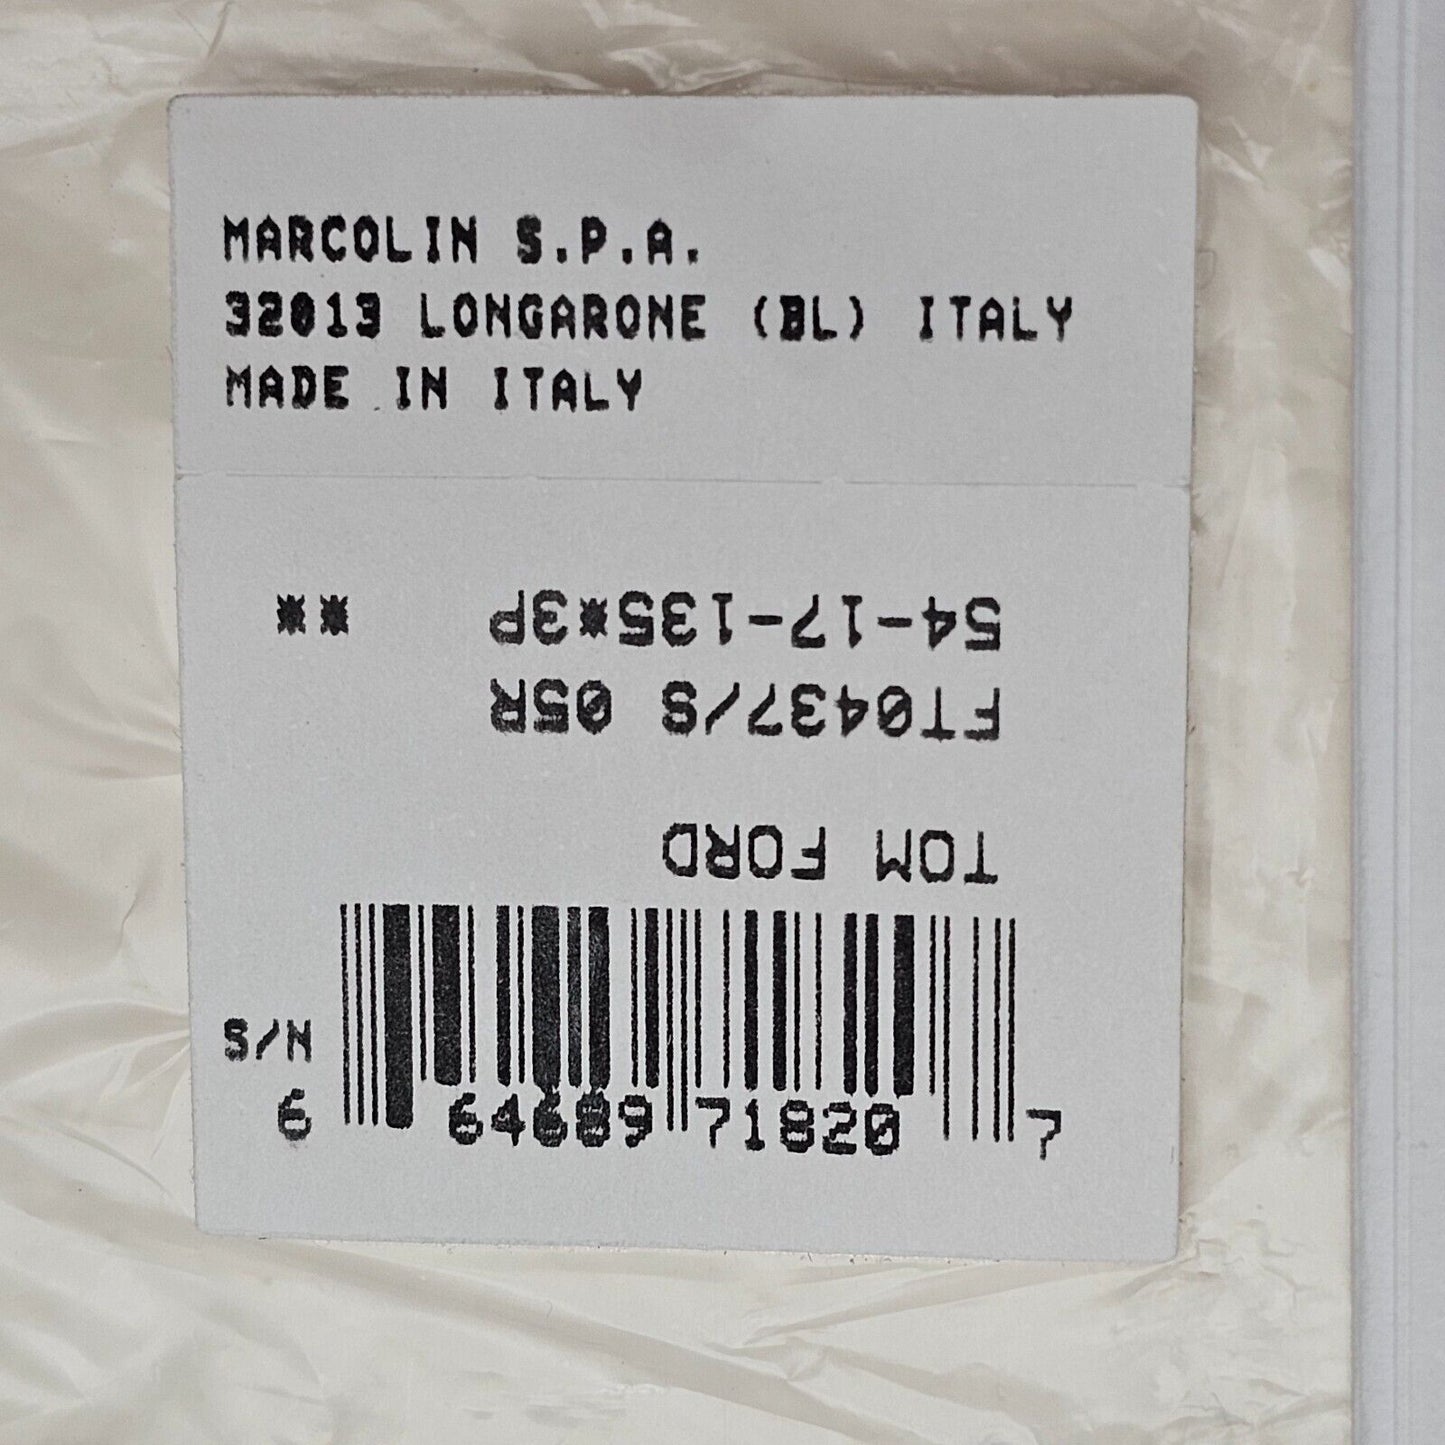 MARCOLIN S.P.A.
32013 LONGARONE (BL) ITALY
MADE IN ITALY
TOM FORD
FT0437/S 05R
54-17-135*3P **
S/N
6 64689 71820 7